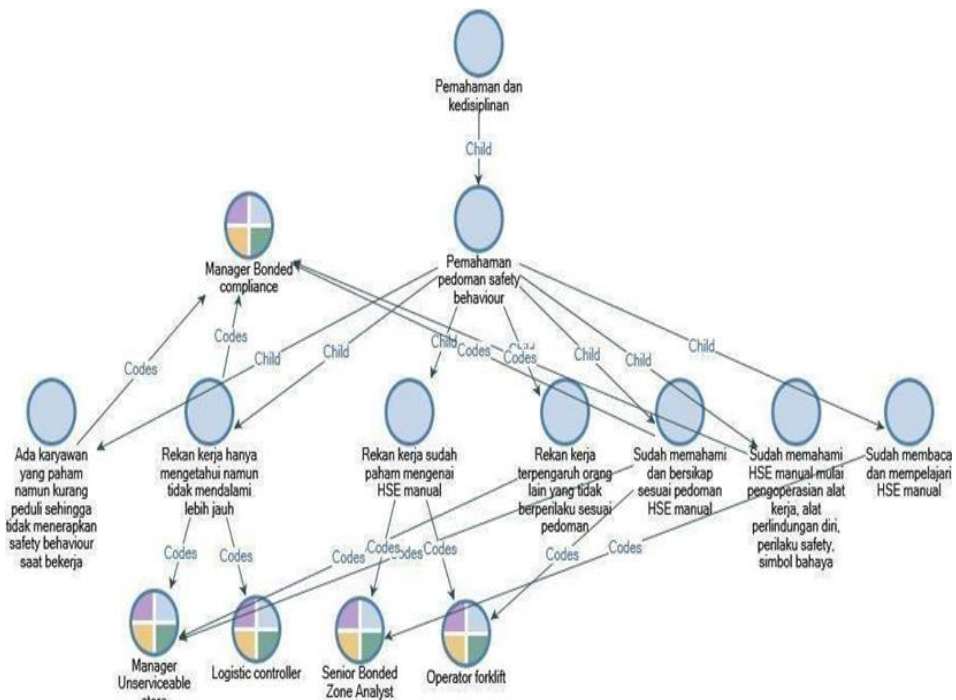 Pemahaman dan
kedisiplinan
Child
Manager Bonded
compliance
Pemahaman
pedoman safety
behaviour
Codes
Codes
Child
Child
Child
Codes
Child
Codes
Child
Child
Child
Ada karyawan
yang paham
namun kurang
peduli sehingga
tidak menerapkan
safety behaviour
saat bekerja
Rekan kerja hanya
mengetahui namun
tidak mendalami
lebih jauh
Rekan kerja sudah
paham mengenai
HSE manual
Rekan kerja
terpengaruh orang
lain yang tidak
berperilaku sesuai
pedoman
Sudah memahami
dan bersikap
sesuai pedoman
HSE manual
Sudah memahami
HSE manual mulai
pengoperasian alat
kerja, alat
perlindungan diri,
perilaku safety,
simbol bahaya
Sudah membaca
dan mempelajari
HSE manual
Codes
Codes
Codes
Codes
Codes
Codes
Codes
Codes
Manager
Unserviceable
store
Logistic controller
Senior Bonded
Zone Analyst
Operator forklift